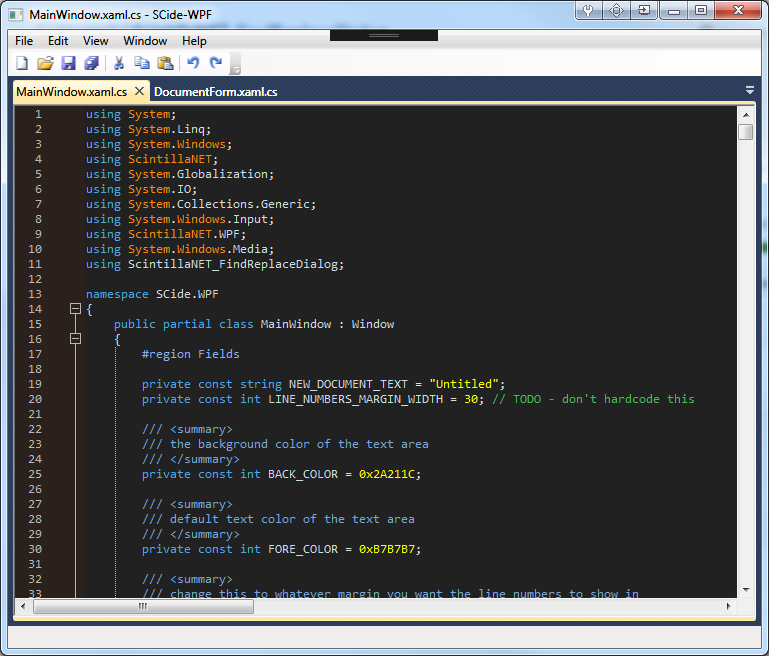 MainWindow.xaml.cs - SCide-WPF
File Edit View Window Help
MainWindow.xaml.cs DocumentForm.xaml.cs
1 using System;
2 using System.Linq;
3 using System.Windows;
4 using ScintillaNET;
5 using System.Globalization;
6 using System.IO;
7 using System.Collections.Generic;
8 using System.Windows.Input;
9 using ScintillaNET.WPF;
10 using System.Windows.Media;
11 using ScintillaNET_FindReplaceDialog;
12
13 namespace SCide.WPF
14 {
15 public partial class MainWindow : Window
16 {
17 #region Fields
18
19 private const string NEW_DOCUMENT_TEXT = "Untitled";
20 private const int LINE_NUMBERS_MARGIN_WIDTH = 30; // TODO - don't hardcode this
21
22 /// <summary>
23 /// the background color of the text area
24 /// </summary>
25 private const int BACK_COLOR = 0x2A211C;
26
27 /// <summary>
28 /// default text color of the text area
29 /// </summary>
30 private const int FORE_COLOR = 0xB7B7B7;
31
32 /// <summary>
33 /// change this to whatever margin you want the line numbers to show in